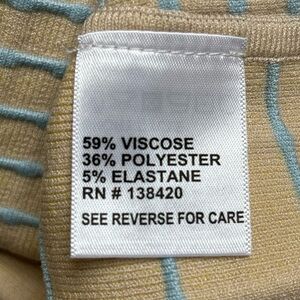 59% VISCOSE
36% POLYESTER
5% ELASTANE
RN # 138420
SEE REVERSE FOR CARE